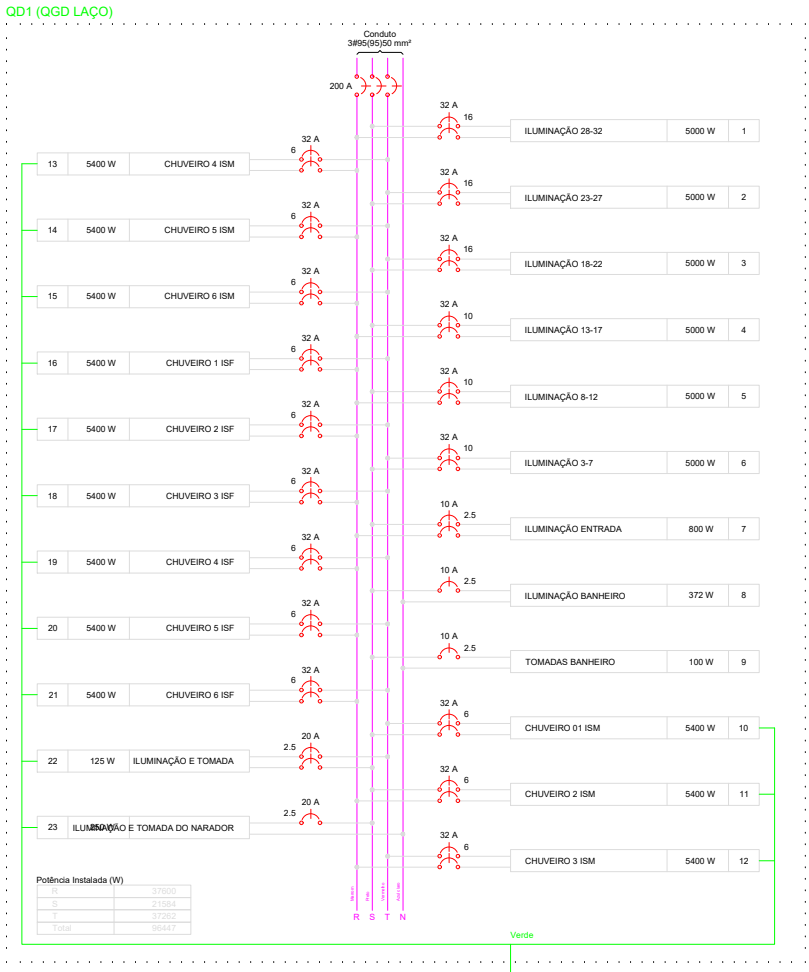 QD1 (QGD LAÇO)
Conduto
3#95(95)50 mm²
200 A
32 A
16
ILUMINAÇÃO 28-32 5000 W 1
32 A
16
ILUMINAÇÃO 23-27 5000 W 2
32 A
16
ILUMINAÇÃO 18-22 5000 W 3
32 A
10
ILUMINAÇÃO 13-17 5000 W 4
32 A
10
ILUMINAÇÃO 8-12 5000 W 5
32 A
10
ILUMINAÇÃO 3-7 5000 W 6
10 A
2.5
ILUMINAÇÃO ENTRADA 800 W 7
10 A
2.5
ILUMINAÇÃO BANHEIRO 372 W 8
10 A
2.5
TOMADAS BANHEIRO 100 W 9
32 A
6
CHUVEIRO 01 ISM 5400 W 10
32 A
6
CHUVEIRO 2 ISM 5400 W 11
32 A
6
CHUVEIRO 3 ISM 5400 W 12
32 A
6
13 5400 W CHUVEIRO 4 ISM
32 A
6
14 5400 W CHUVEIRO 5 ISM
32 A
6
15 5400 W CHUVEIRO 6 ISM
32 A
6
16 5400 W CHUVEIRO 1 ISF
32 A
6
17 5400 W CHUVEIRO 2 ISF
32 A
6
18 5400 W CHUVEIRO 3 ISF
32 A
6
19 5400 W CHUVEIRO 4 ISF
32 A
6
20 5400 W CHUVEIRO 5 ISF
32 A
6
21 5400 W CHUVEIRO 6 ISF
20 A
2.5
22 125 W ILUMINAÇÃO E TOMADA
20 A
2.5
23 ILUMINAÇÃO E TOMADA DO NARADOR
Potência Instalada (W)
R 37600
S 21584
T 37262
Total 96447
R S T N
Verde